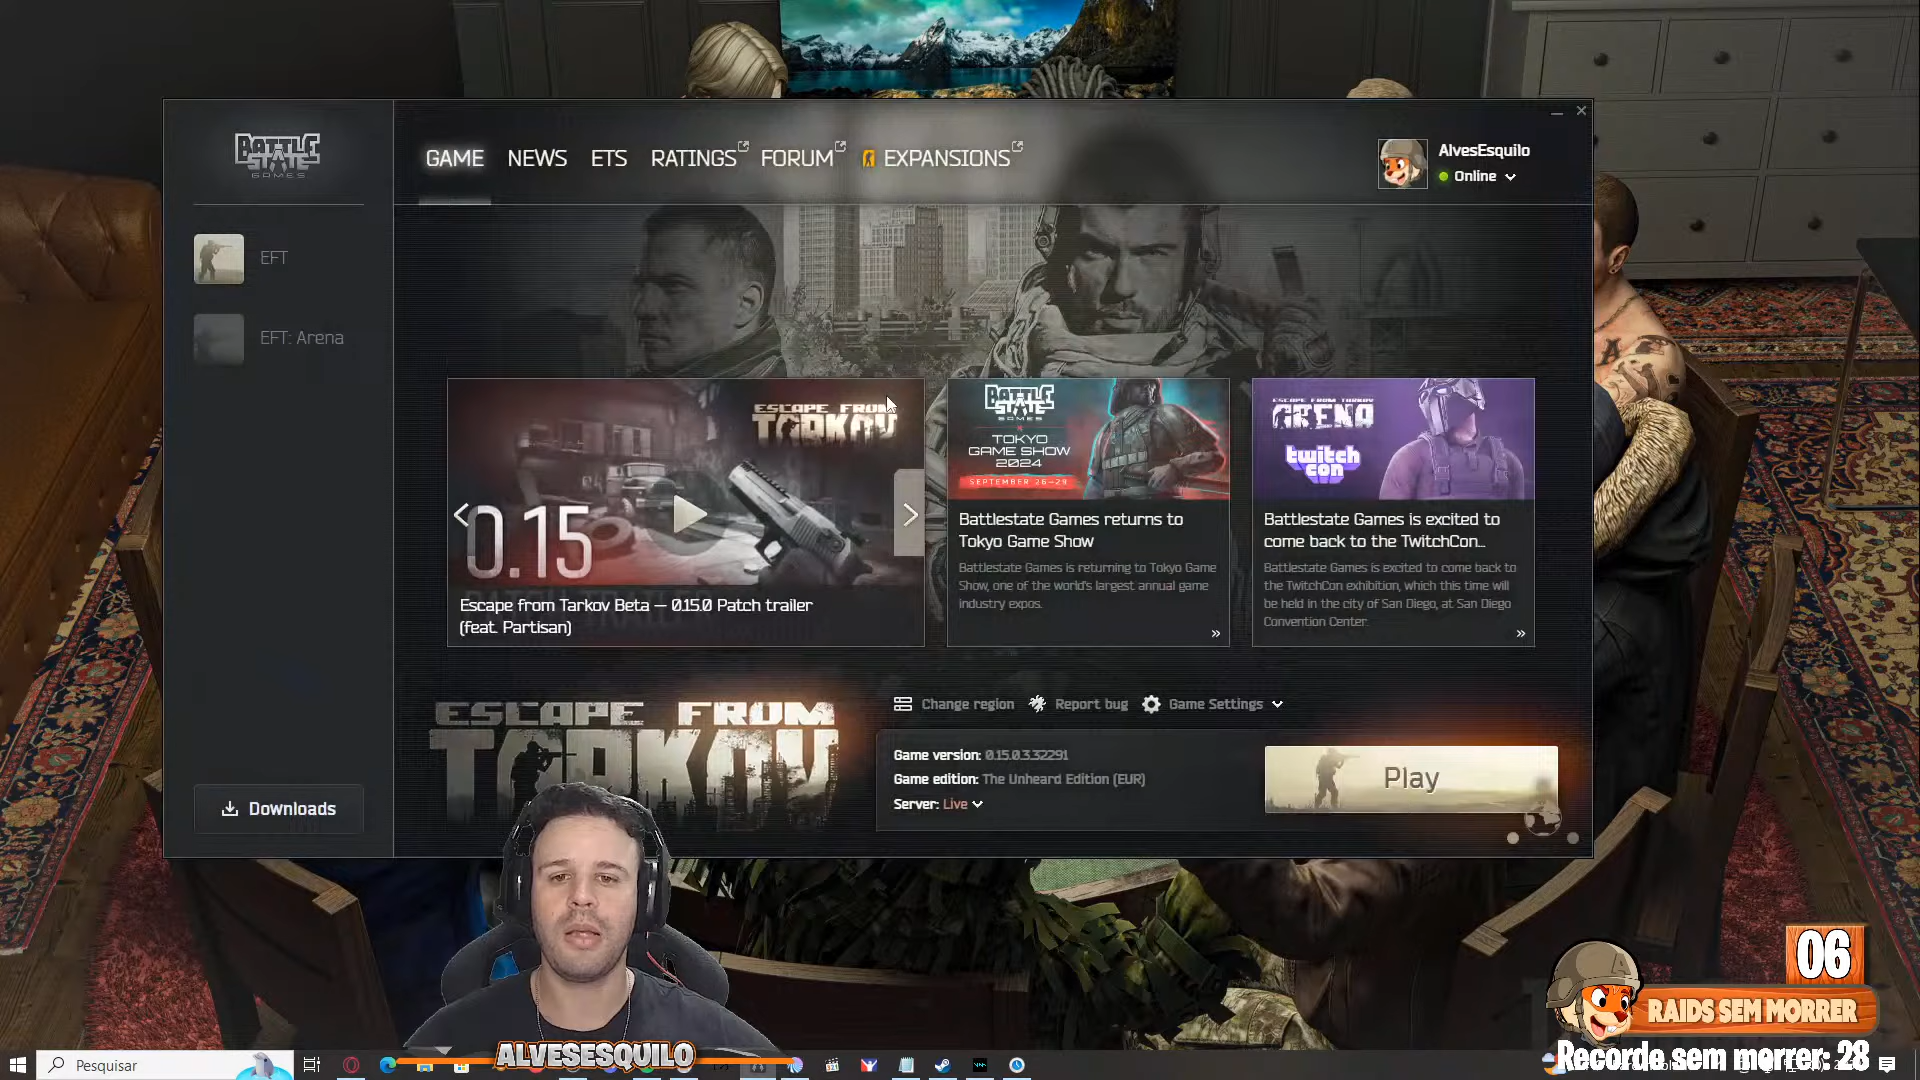 BATTLE
STATE
GAMES
GAME
NEWS
ETS
RATINGS
FORUM
EXPANSIONS
AlvesEsquilo
Online
EFT
EFT: Arena
Downloads
ESCAPE FROM
TARKOV
0.15
Escape from Tarkov Beta — 0.15.0 Patch trailer
(feat. Partisan)
BATTLE
STATE
GAMES
TOKYO
GAME SHOW
2024
SEPTEMBER 26-29
Battlestate Games returns to
Tokyo Game Show
Battlestate Games is returning to Tokyo Game
Show, one of the world's largest annual game
industry expos.
»
ESCAPE FROM TARKOV
ARENA
twitch
con
Battlestate Games is excited to
come back to the TwitchCon...
Battlestate Games is excited to come back to
the TwitchCon exhibition, which this time will
be held in the city of San Diego, at San Diego
Convention Center.
»
ESCAPE FROM
TARKOV
Change region
Report bug
Game Settings
Game version: 0.15.0.3.32291
Game edition: The Unheard Edition (EUR)
Server: Live
Play
06
RAIDS SEM MORRER
Recorde sem morrer: 28
ALVESESQUILO
Pesquisar